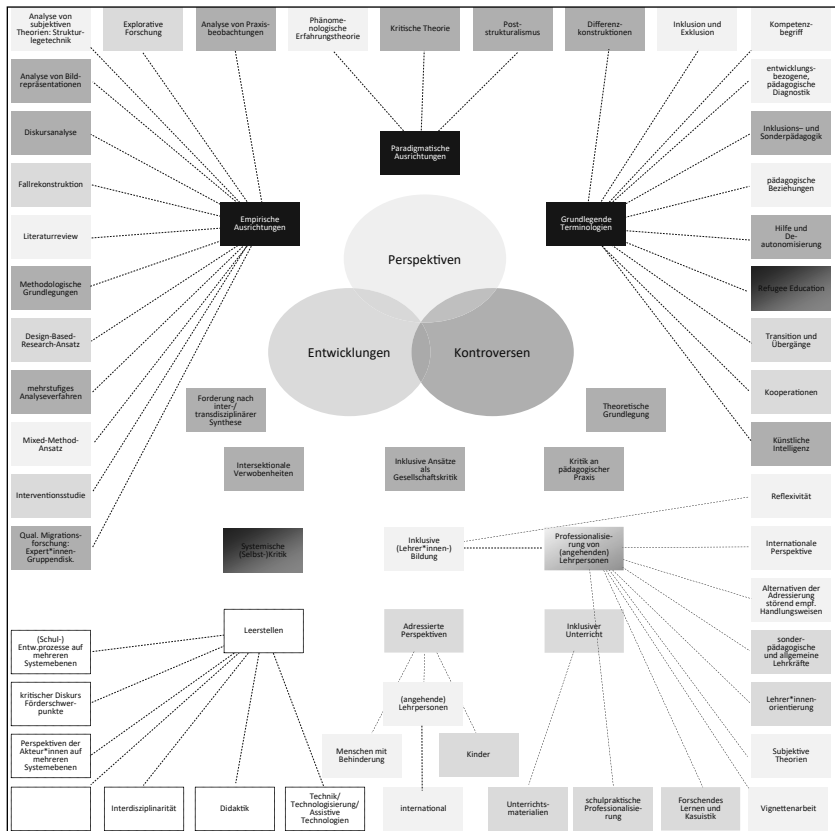 Analyse von
subjektiven
Theorien: Struktur-
legetechnik
Explorative
Forschung
Analyse von Praxis-
beobachtungen
Phänome-
nologische
Erfahrungstheorie
Kritische Theorie
Post-
strukturalismus
Differenz-
konstruktionen
Inklusion und
Exklusion
Kompetenz-
begriff
Analyse von Bild-
repräsentationen
entwicklungs-
bezogene,
pädagogische
Diagnostik
Diskursanalyse
Paradigmatische
Ausrichtungen
Inklusions– und
Sonderpädagogik
Fallrekonstruktion
pädagogische
Beziehungen
Empirische
Ausrichtungen
Grundlegende
Terminologien
Literaturreview
Hilfe und
De-
autonomisierung
Perspektiven
Methodologische
Grundlegungen
Refugee Education
Design-Based-
Research-Ansatz
Entwicklungen
Kontroversen
Transition und
Übergänge
mehrstufiges
Analyseverfahren
Forderung nach
inter-/
transdisziplinärer
Synthese
Theoretische
Grundlegung
Kooperationen
Mixed-Method-
Ansatz
Künstliche
Intelligenz
Intersektionale
Verwobenheiten
Inklusive Ansätze
als
Gesellschaftskritik
Kritik an
pädagogischer
Praxis
Interventionsstudie
Reflexivität
Qual. Migrations-
forschung:
Expert*innen-
Gruppendisk.
Systemische
(Selbst-)Kritik
Inklusive
(Lehrer*innen-)
Bildung
Professionalisie-
rung von
(angehenden)
Lehrpersonen
Internationale
Perspektive
Alternativen der
Adressierung
störend empf.
Handlungsweisen
(Schul-)
Entw.prozesse auf
mehreren
Systemebenen
Leerstellen
Adressierte
Perspektiven
Inklusiver
Unterricht
sonder-
pädagogische
und allgemeine
Lehrkräfte
kritischer Diskurs
Förderschwer-
punkte
(angehende)
Lehrpersonen
Lehrer*innen-
orientierung
Perspektiven der
Akteur*innen auf
mehreren
Systemebenen
Menschen mit
Behinderung
Kinder
Subjektive
Theorien
Interdisziplinarität
Didaktik
Technik/
Technologisierung/
Assistive
Technologien
international
Unterrichts-
materialien
schulpraktische
Professionalisie-
rung
Forschendes
Lernen und
Kasuistik
Vignettenarbeit